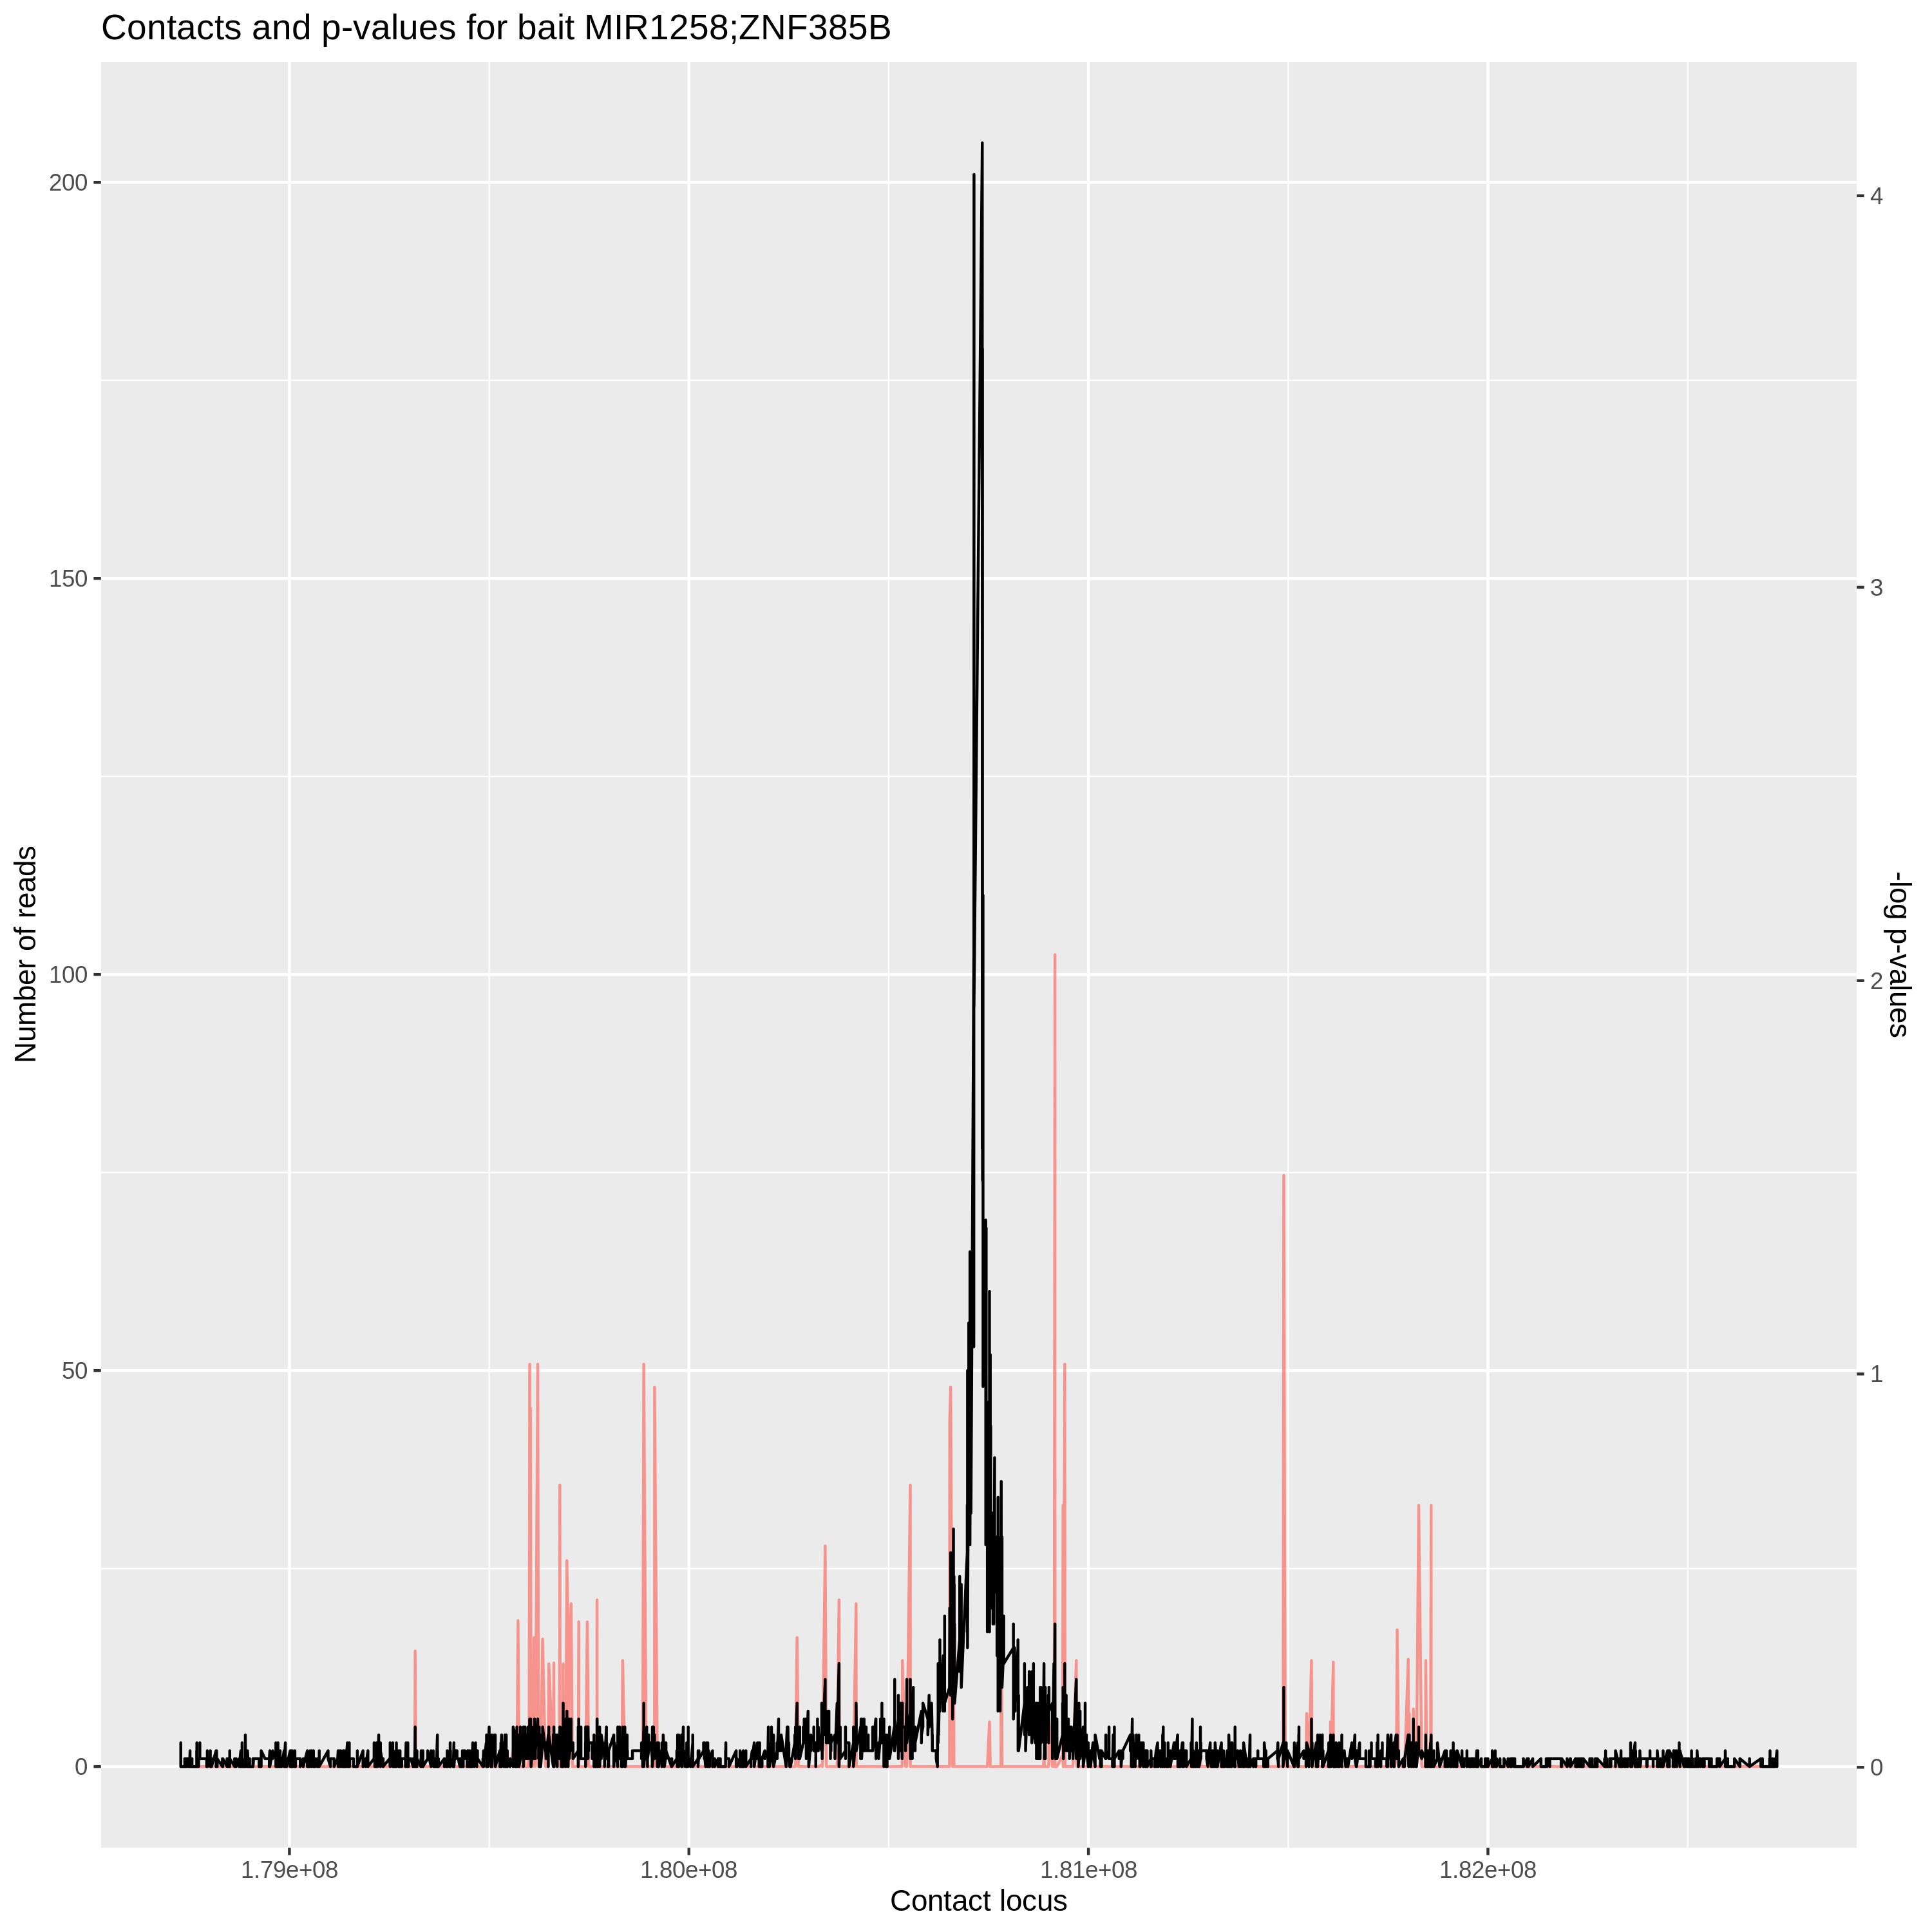 Contacts and p-values for bait MIR1258;ZNF385B
200
150
100
50
0
Number of reads
4
3
2
1
0
-log p-values
1.79e+08 1.80e+08 1.81e+08 1.82e+08
Contact locus